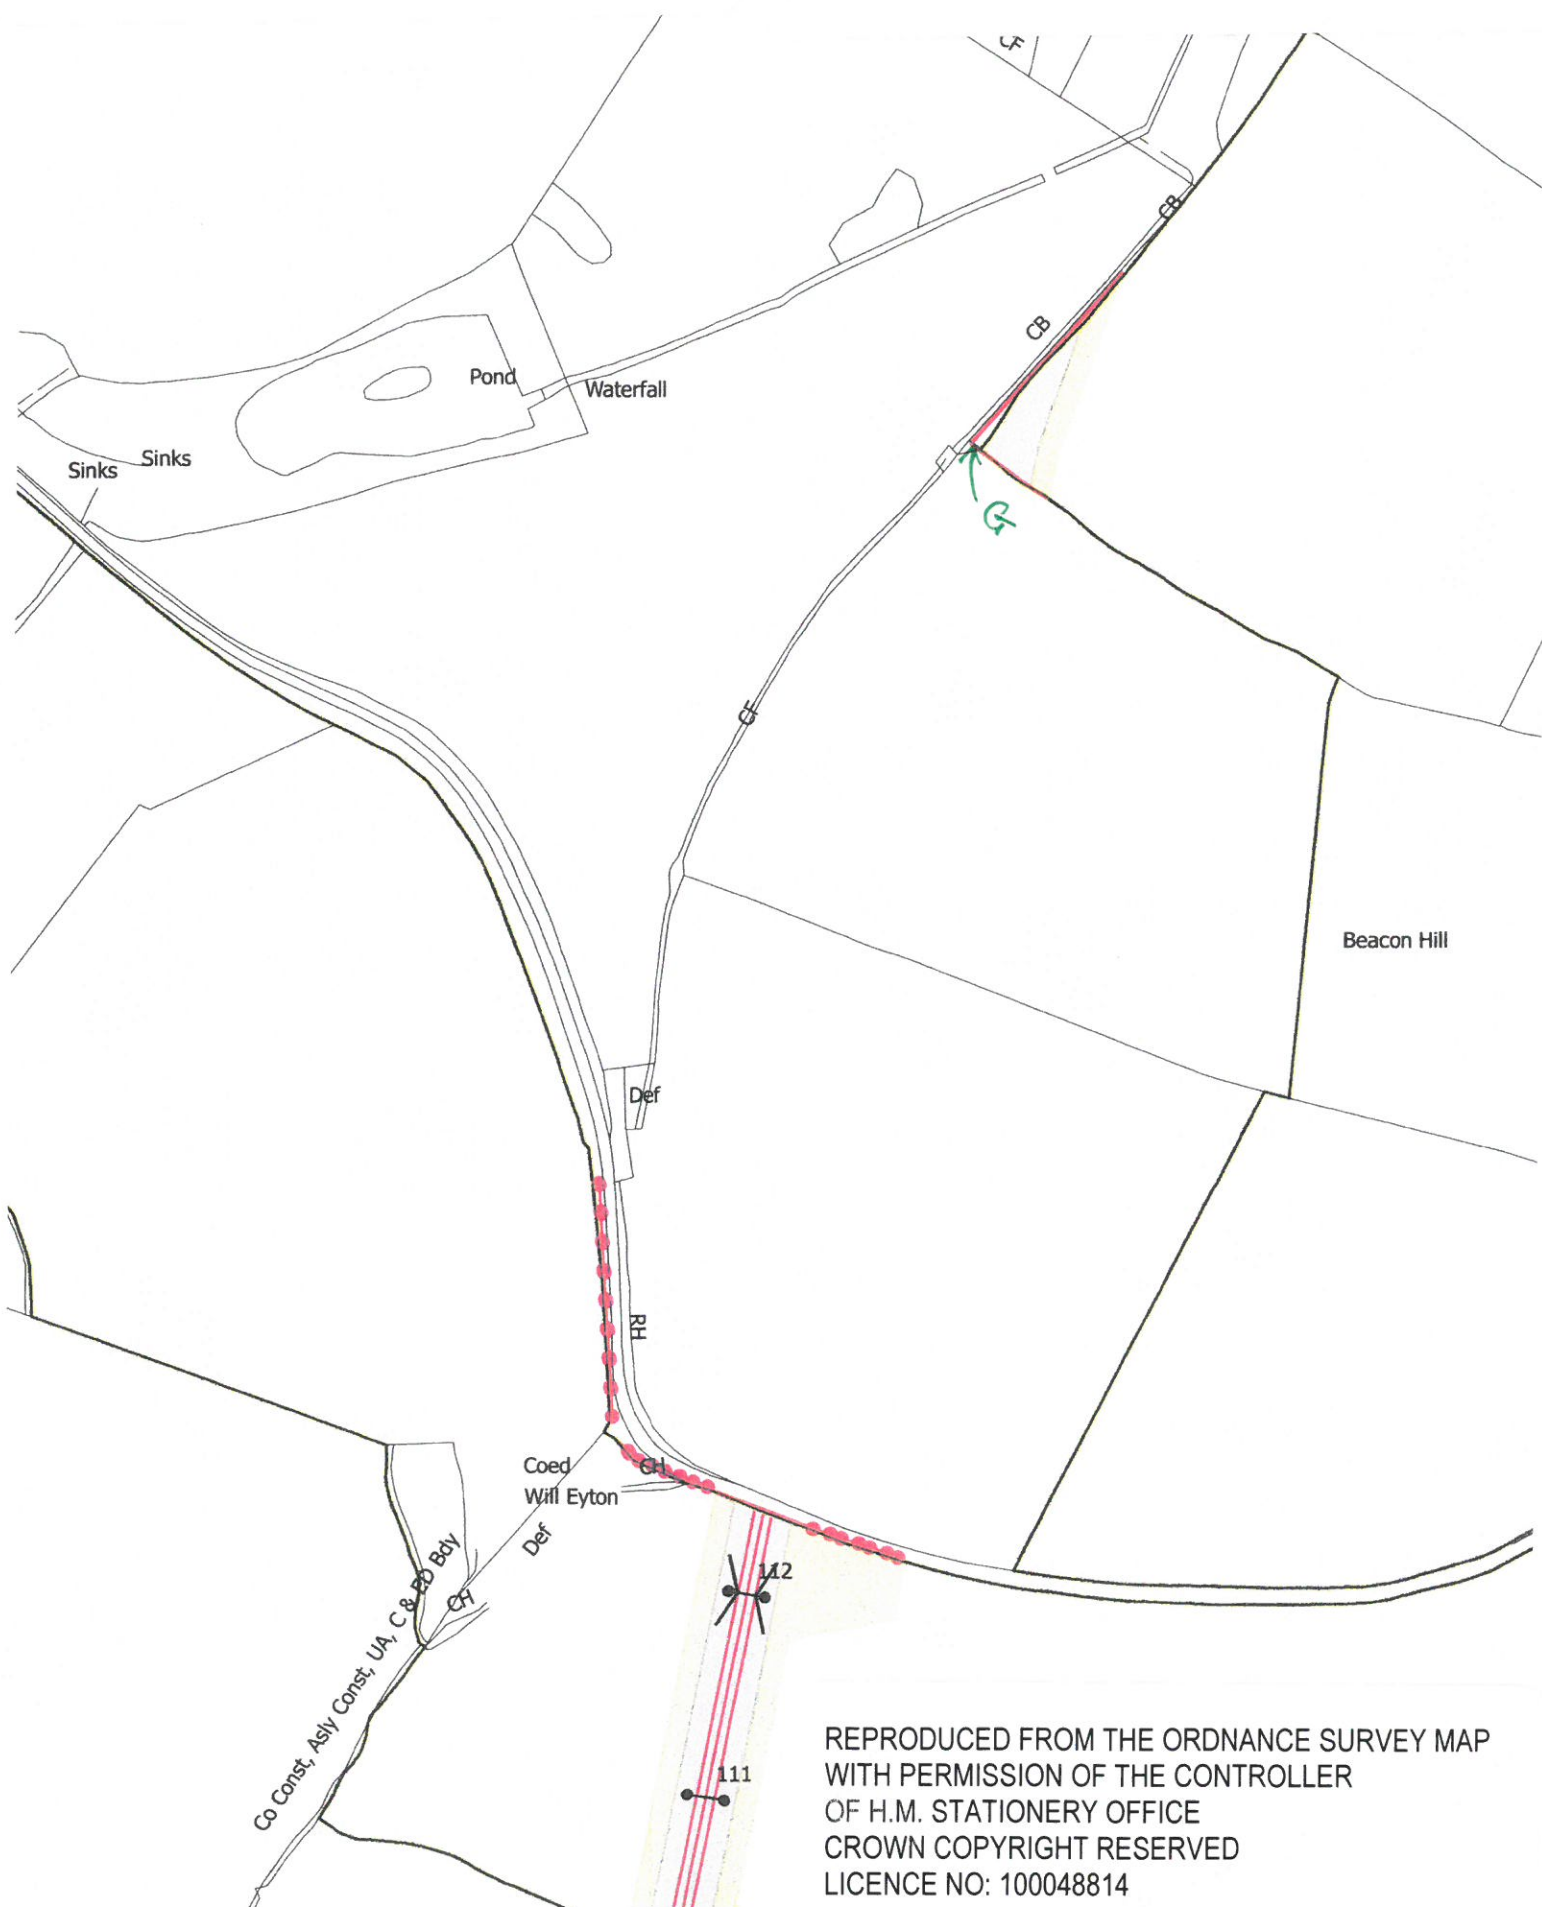 CF
CB
CB
Pond
Waterfall
Sinks
Sinks
G
CF
Beacon Hill
Def
RH
Coed
Will Eyton
CH
Def
112
CH
Co Const, Asly Const, UA, C & ED Bdy
111
REPRODUCED FROM THE ORDNANCE SURVEY MAP
WITH PERMISSION OF THE CONTROLLER
OF H.M. STATIONERY OFFICE
CROWN COPYRIGHT RESERVED
LICENCE NO: 100048814